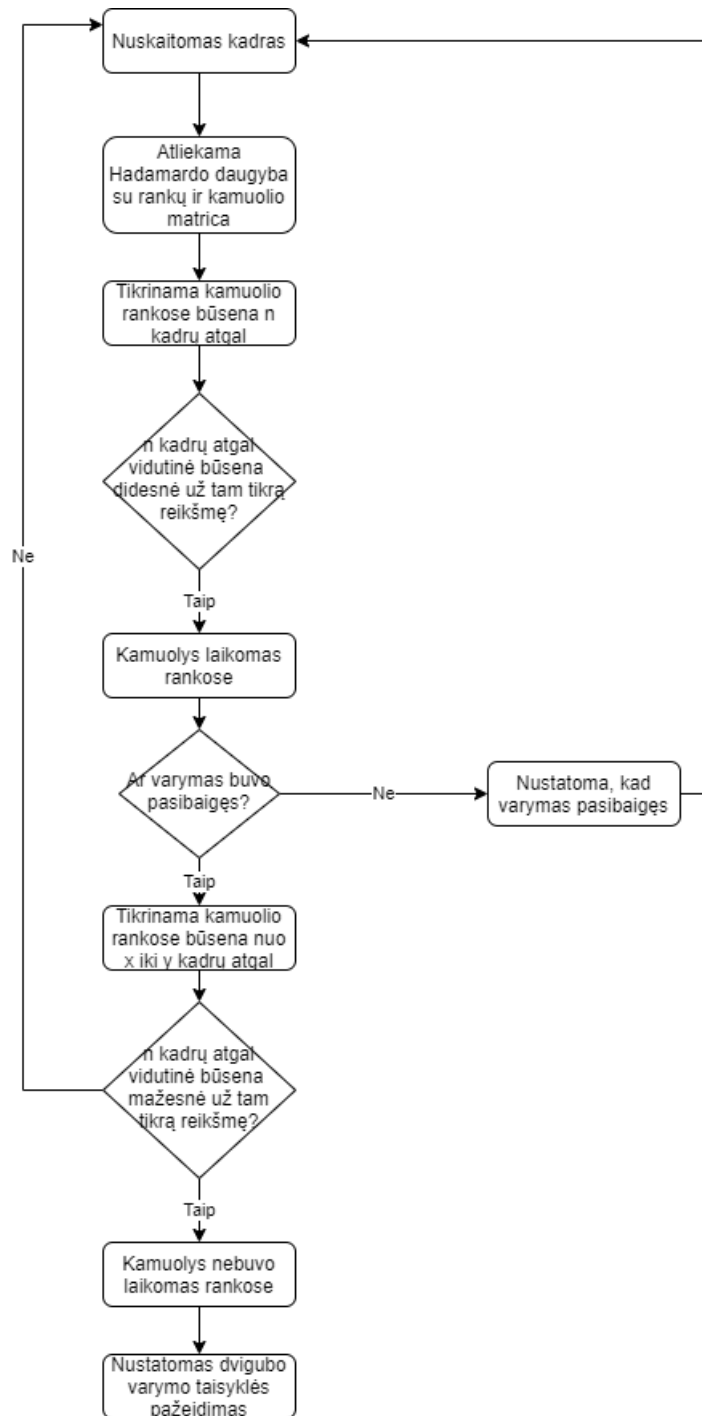 Nuskaitomas kadras
Atliekama
Hadamardo daugyba
su rankų ir kamuolio
matrica
Tikrinama kamuolio
rankose būsena n
kadrų atgal
n kadrų atgal
vidutinė būsena
didesnė už tam tikrą
reikšmę?
Ne
Taip
Kamuolys laikomas
rankose
Ar varymas buvo
pasibaigęs?
Ne
Nustatoma, kad
varymas pasibaigęs
Taip
Tikrinama kamuolio
rankose būsena nuo
x iki y kadrų atgal
n kadrų atgal
vidutinė būsena
mažesnė už tam
tikrą reikšmę?
Taip
Kamuolys nebuvo
laikomas rankose
Nustatomas dvigubo
varymo taisyklės
pažeidimas